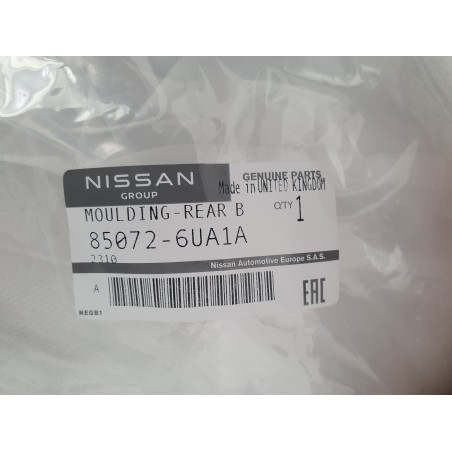 NISSAN
GROUP
GENUINE PARTS
Made in UNITED KINGDOM
MOULDING-REAR B
Q'TY 1
85072-6UA1A
2310
Nissan Automotive Europe S.A.S.
A
EAC
NEGB1